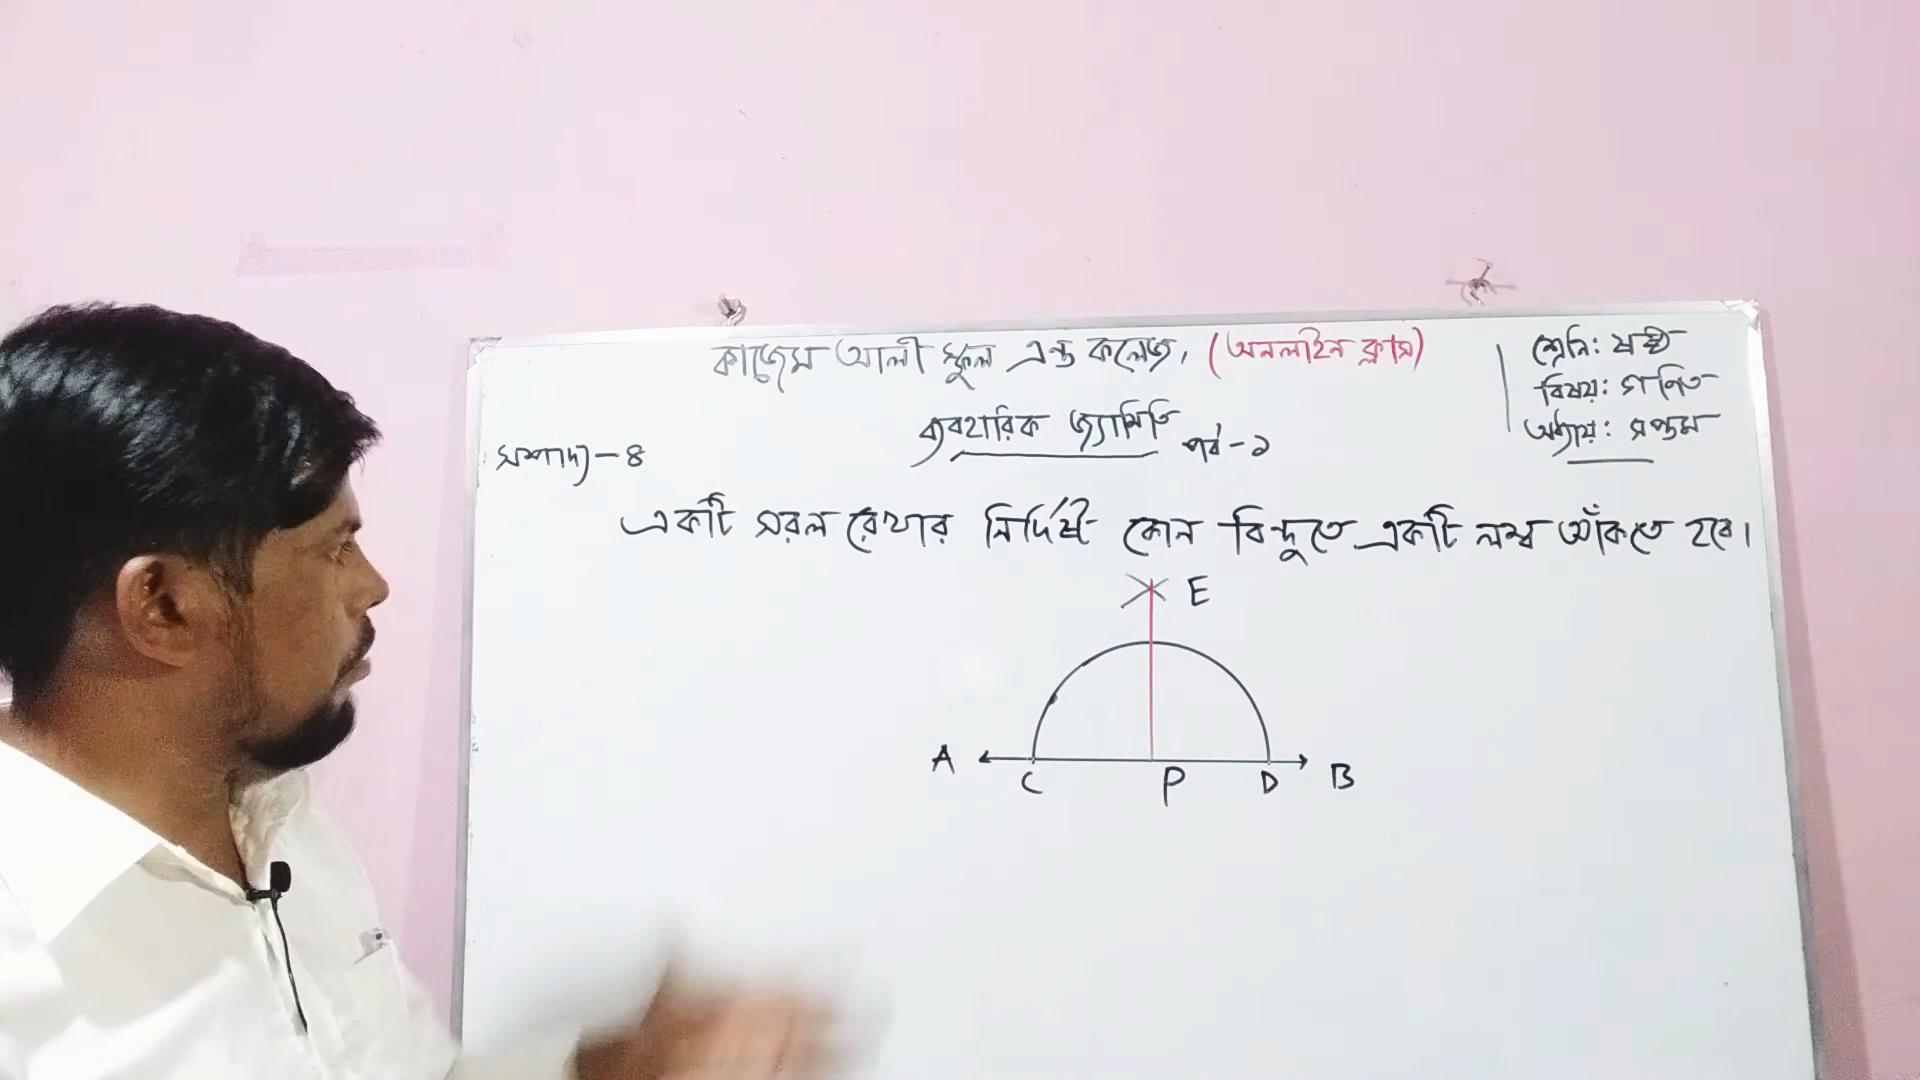 কাজেম আলী স্কুল এন্ড কলেজ, (অনলাইন ক্লাস)
শ্রেনি: ষষ্ঠ
বিষয়: গণিত
অধ্যায়: সপ্তম
ব্যবহারিক জ্যামিতি পর্ব - ১
সম্পাদ্য - ৪
একটি সরল রেখার নির্দিষ্ট কোন বিন্দুতে একটি লম্ব আঁকতে হবে।
E
A C P D B